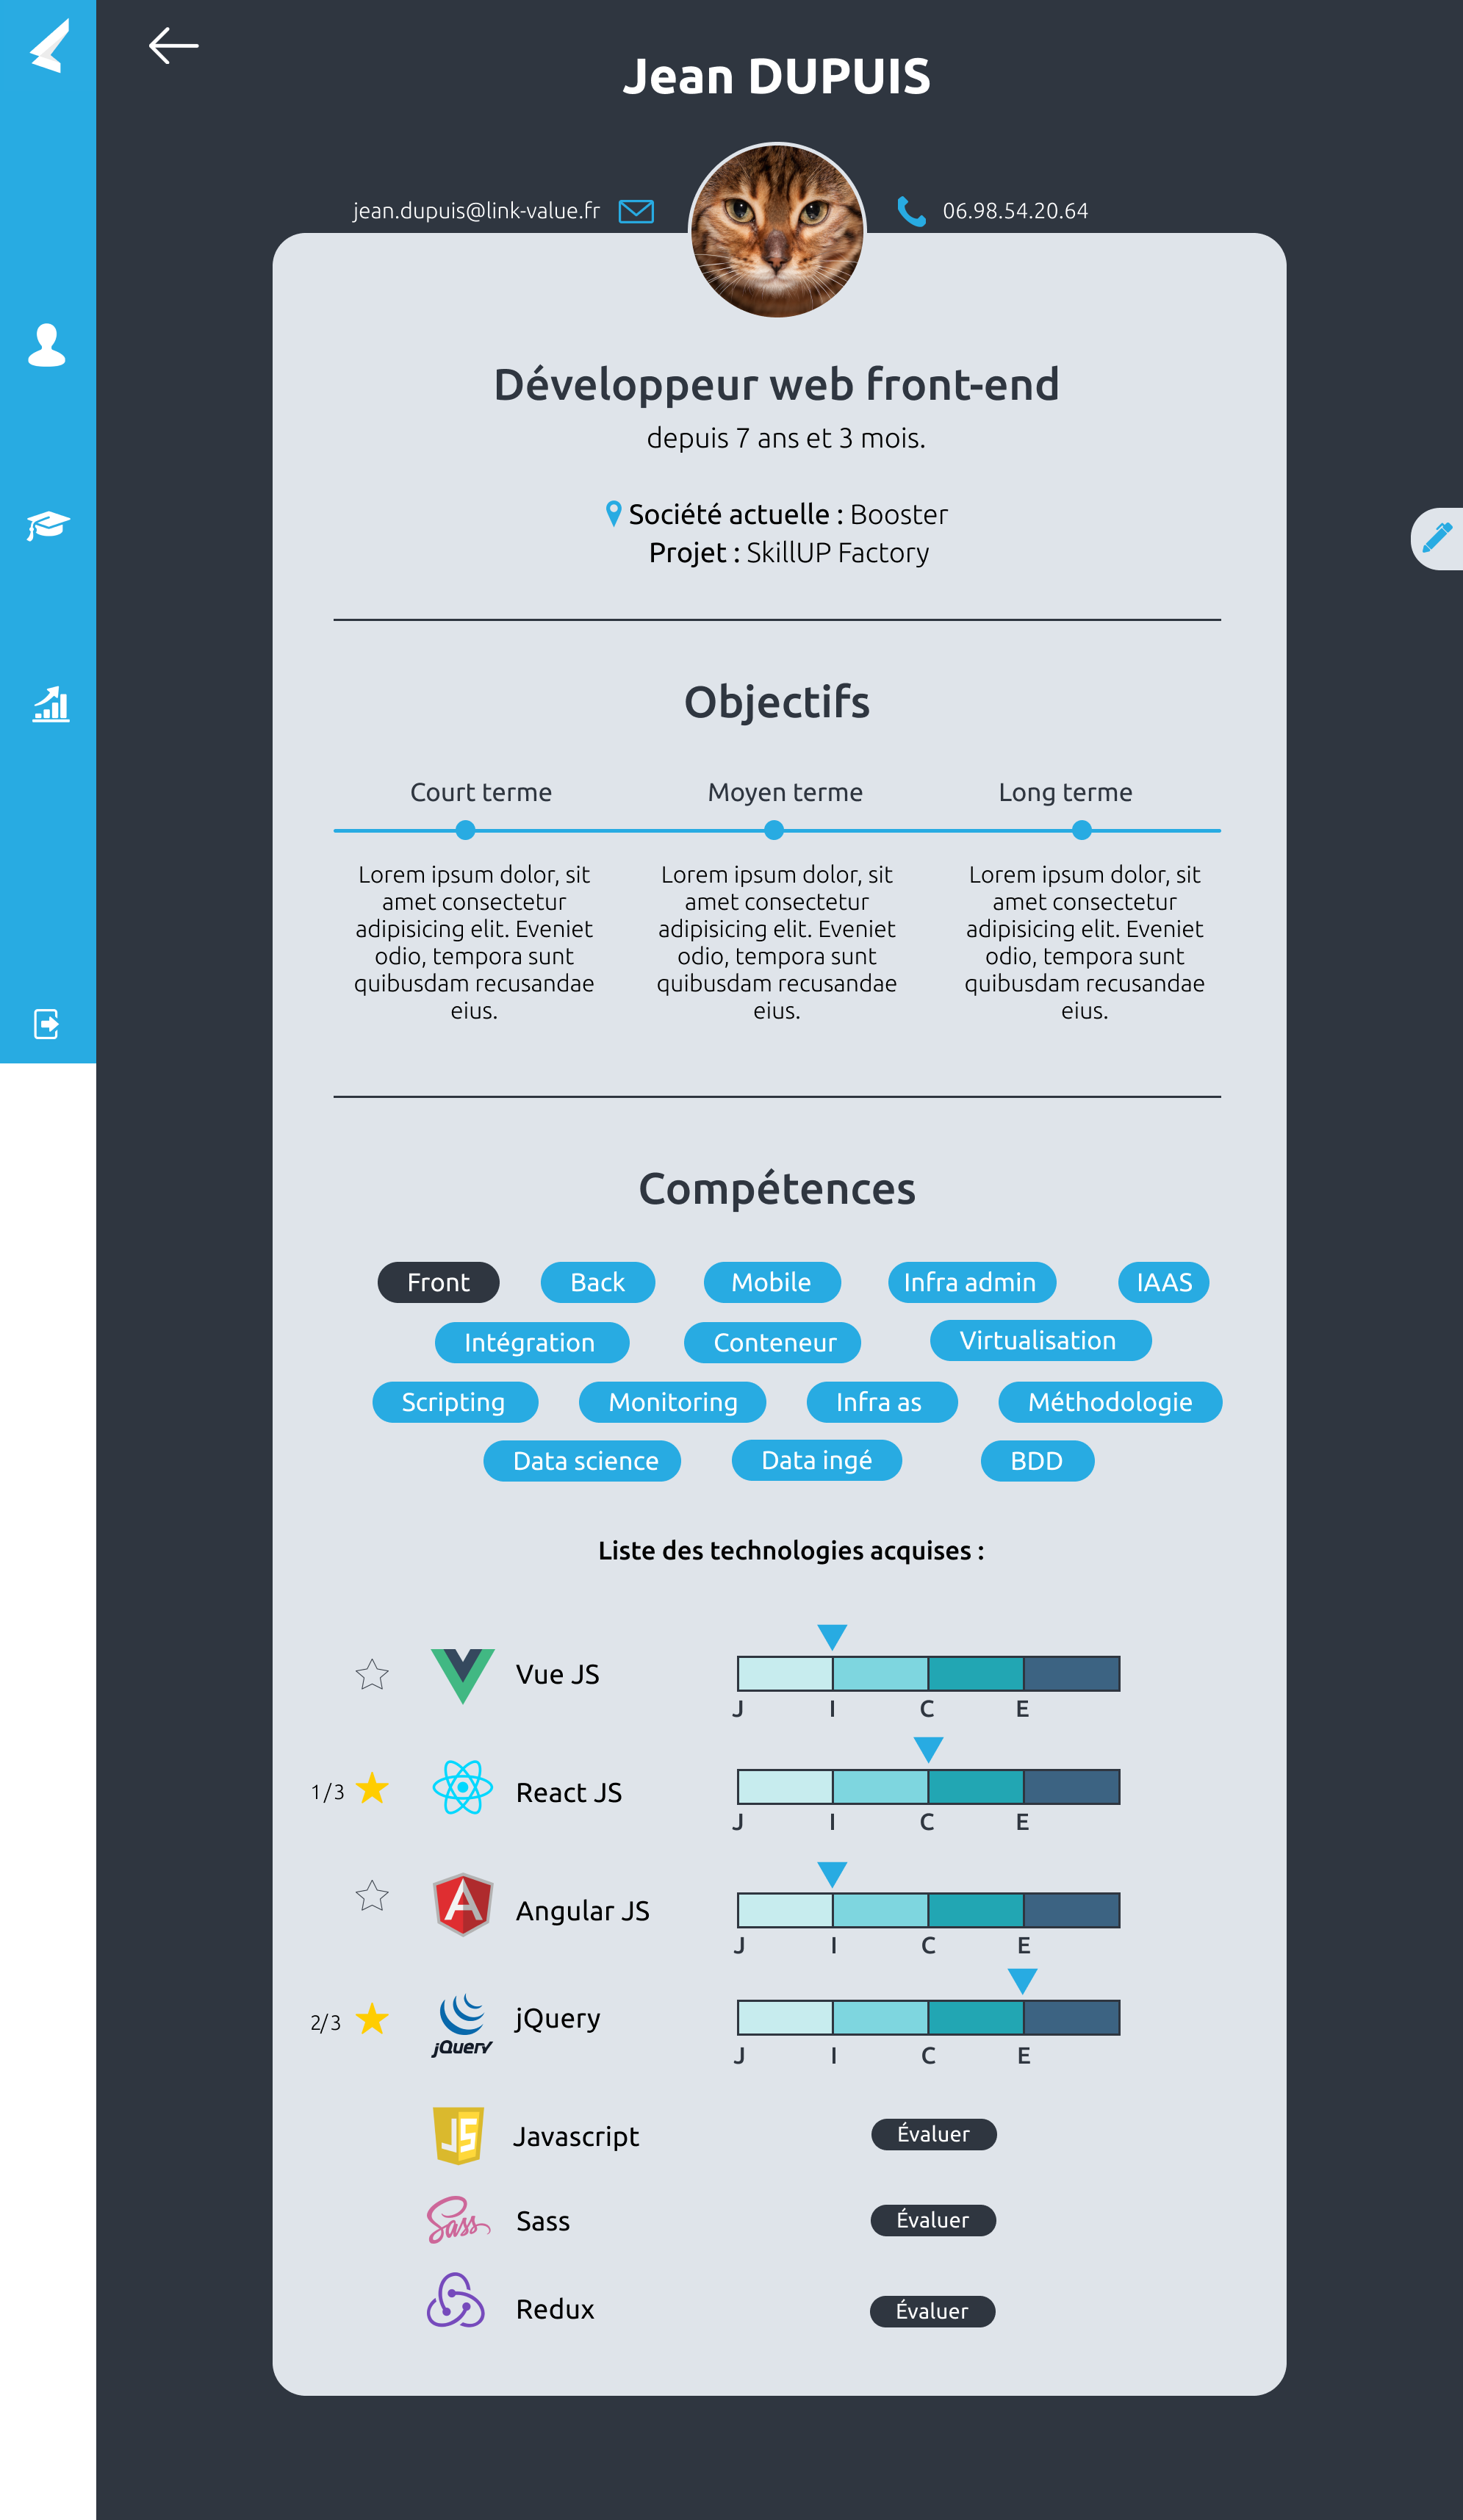 Jean DUPUIS
jean.dupuis@link-value.fr
06.98.54.20.64
Développeur web front-end
depuis 7 ans et 3 mois.
Société actuelle : Booster
Projet : SkillUP Factory
Objectifs
Court terme
Moyen terme
Long terme
Lorem ipsum dolor, sit
amet consectetur
adipisicing elit. Eveniet
odio, tempora sunt
quibusdam recusandae
eius.
Lorem ipsum dolor, sit
amet consectetur
adipisicing elit. Eveniet
odio, tempora sunt
quibusdam recusandae
eius.
Lorem ipsum dolor, sit
amet consectetur
adipisicing elit. Eveniet
odio, tempora sunt
quibusdam recusandae
eius.
Compétences
Front
Back
Mobile
Infra admin
IAAS
Intégration
Conteneur
Virtualisation
Scripting
Monitoring
Infra as
Méthodologie
Data science
Data ingé
BDD
Liste des technologies acquises :
Vue JS
J I C E
1/3
React JS
J I C E
A
Angular JS
J I C E
2/3
jQuery
jQuery
J I C E
JS
Javascript
Évaluer
Sass
Sass
Évaluer
Redux
Évaluer